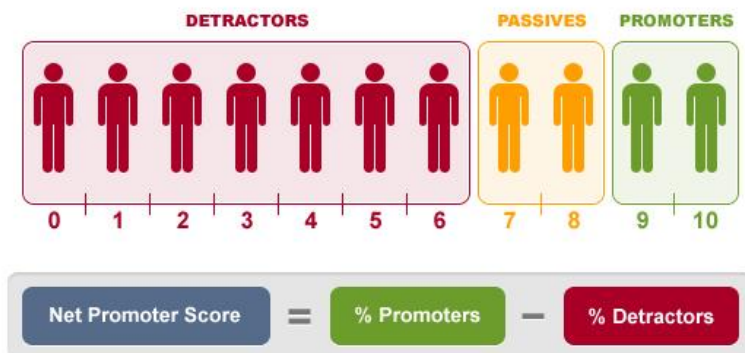 DETRACTORS PASSIVES PROMOTERS
0 1 2 3 4 5 6 7 8 9 10
Net Promoter Score = % Promoters − % Detractors